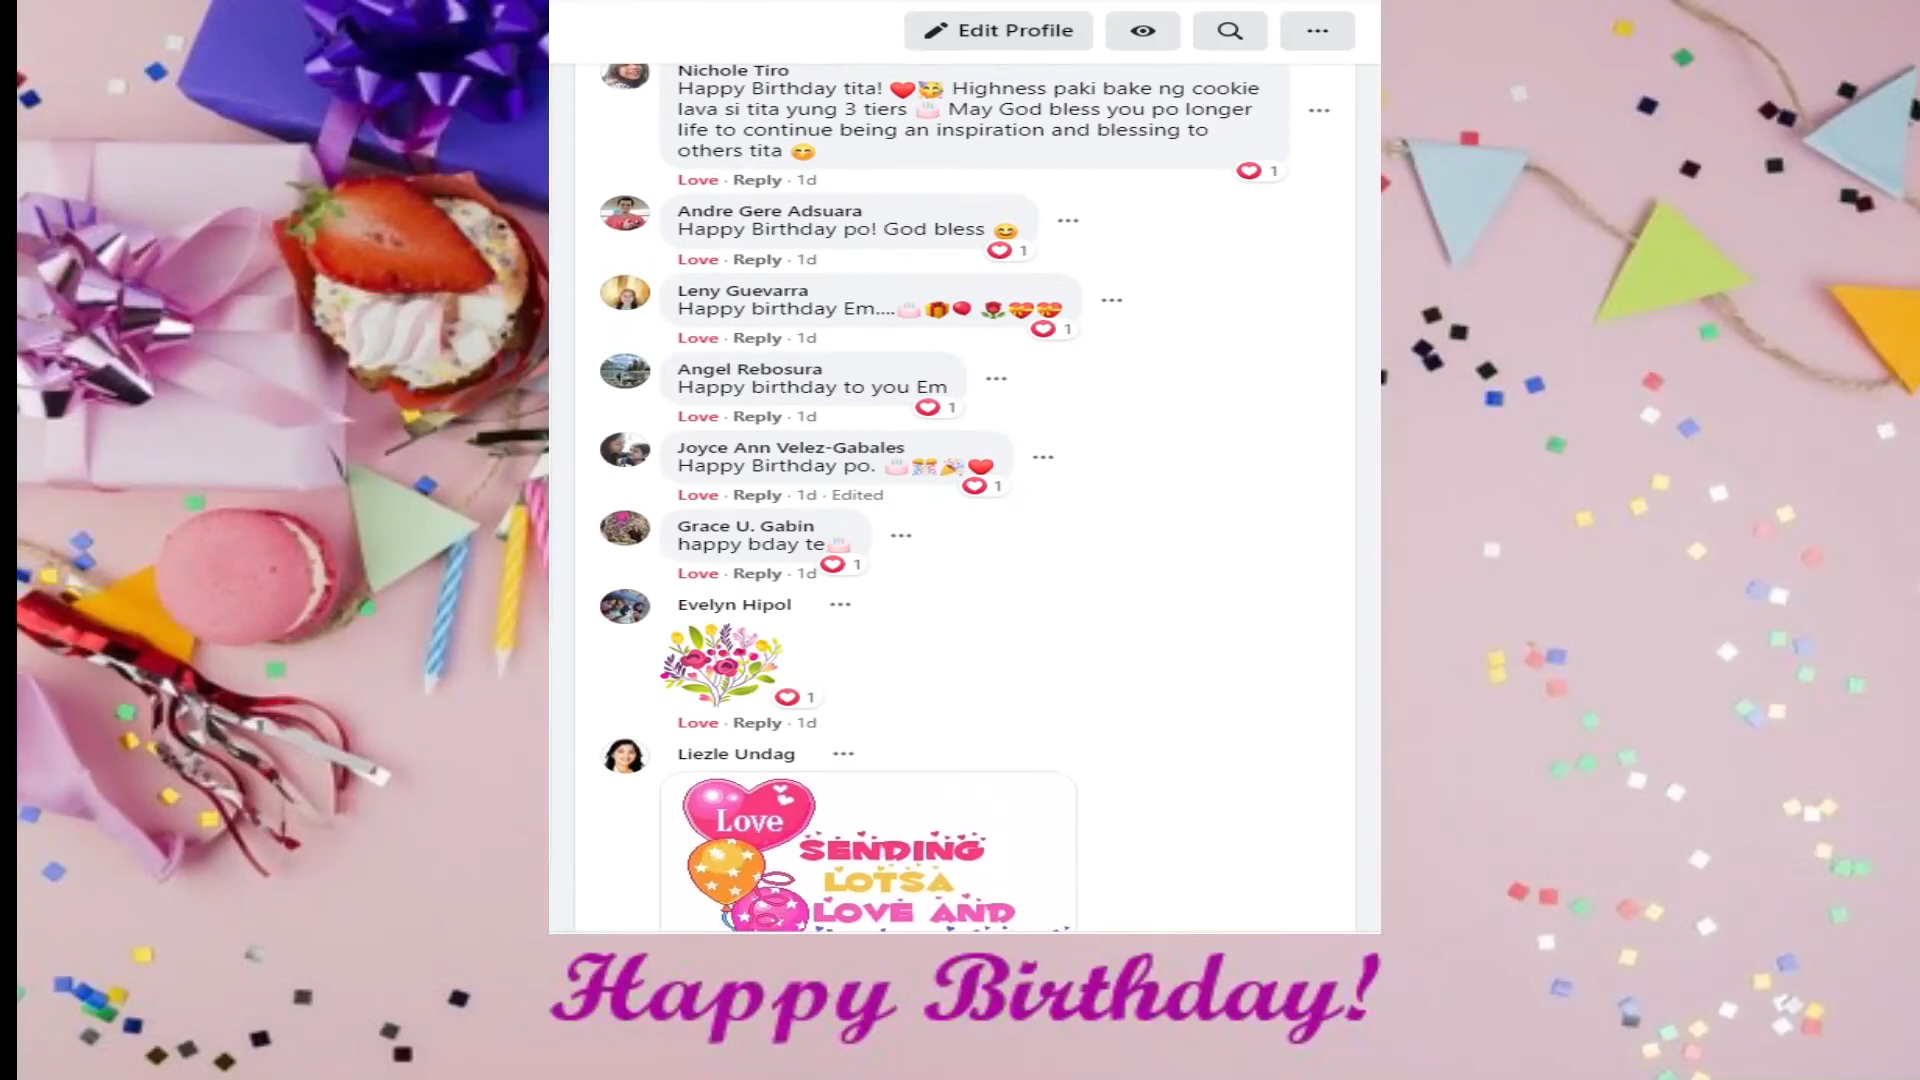 Edit Profile
Nichole Tiro
Happy Birthday tita! ❤️🥰 Highness paki bake ng cookie
lava si tita yung 3 tiers 🎂 May God bless you po longer
life to continue being an inspiration and blessing to
others tita 😊
1
Love · Reply · 1d
Andre Gere Adsuara
Happy Birthday po! God bless 😊
1
Love · Reply · 1d
Leny Guevarra
Happy birthday Em....🎂🎁🎈 🌹💝💝
1
Love · Reply · 1d
Angel Rebosura
Happy birthday to you Em
1
Love · Reply · 1d
Joyce Ann Velez-Gabales
Happy Birthday po. 🎂🎊🎉❤️
1
Love · Reply · 1d · Edited
Grace U. Gabin
happy bday te🎂
1
Love · Reply · 1d
Evelyn Hipol
1
Love · Reply · 1d
Liezle Undag
Love
SENDING
LOTSA
LOVE AND
Happy Birthday!